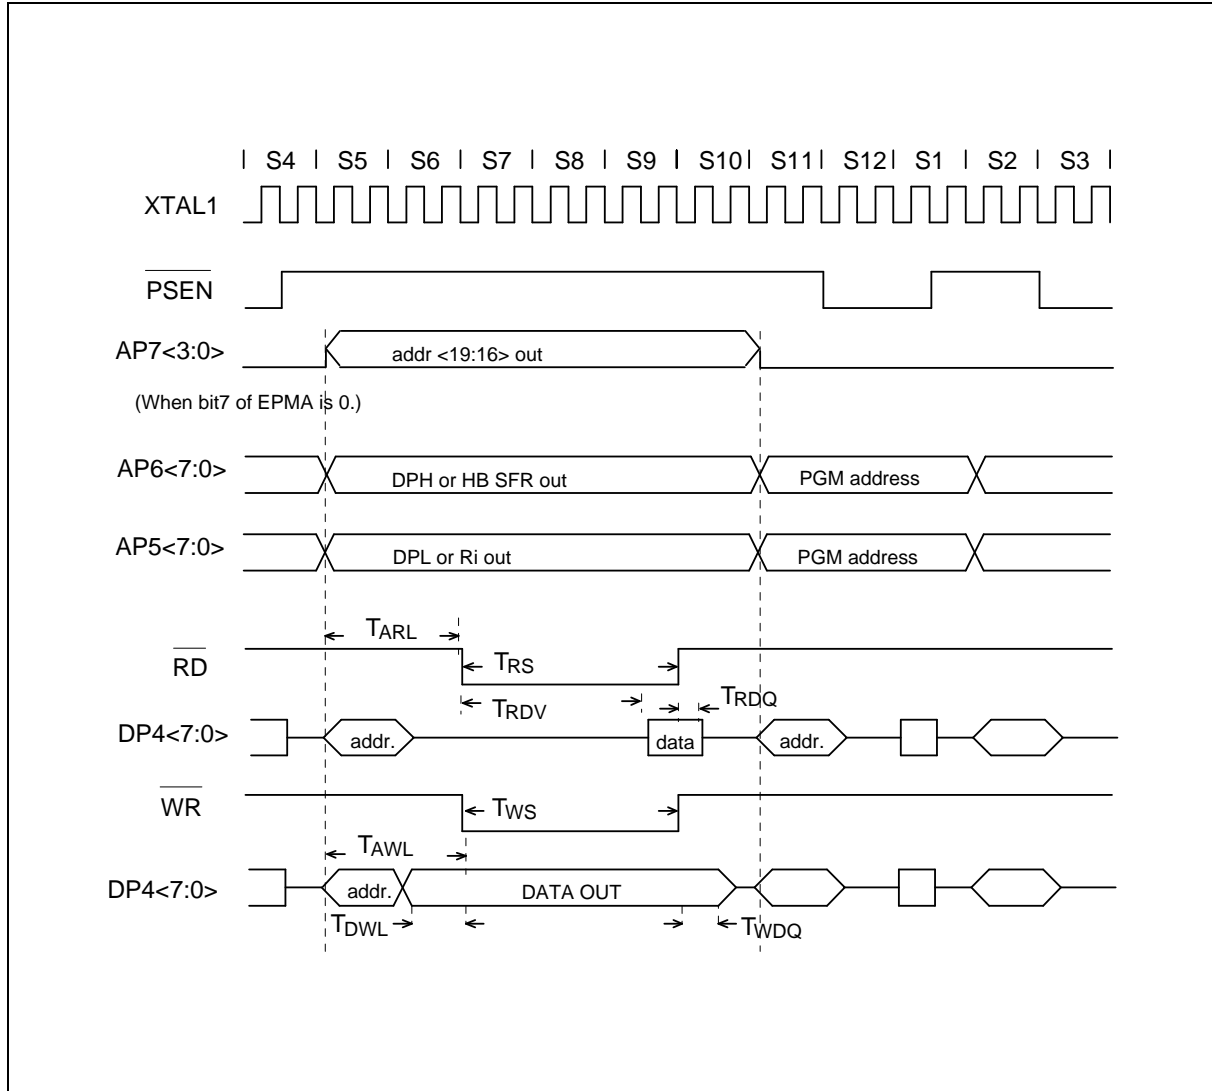 | S4 | S5 | S6 | S7 | S8 | S9 | S10 | S11 | S12 | S1 | S2 | S3 |
XTAL1
PSEN
AP7<3:0>
addr <19:16> out
(When bit7 of EPMA is 0.)
AP6<7:0>
DPH or HB SFR out
PGM address
AP5<7:0>
DPL or Ri out
PGM address
TARL
RD
TRS
TRDV
TRDQ
DP4<7:0>
addr.
data
addr.
WR
TWS
TAWL
DP4<7:0>
addr.
DATA OUT
TDWL
TWDQ